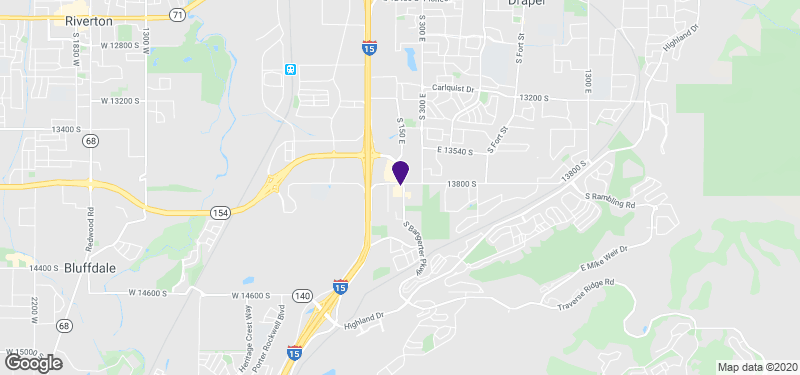 Riverton
71
S 1300 E
Draper
S 1830 W
W 12800 S
1300 W
15
S 300 E
S Fort St
Highland Dr
1300 E
Carlquist Dr
W 13200 S
13200 S
13400 S
68
S 150 E
S 300 E
S Fort St
E 13540 S
13800 S
13800 S
S Rambling Rd
154
Redwood Rd
S Bangerter Pkwy
E Mike Weir Dr
14400 S
Bluffdale
W 14600 S
W 14600 S
140
15
Traverse Ridge Rd
2200 W
68
Heritage Crest Way
Porter Rockwell Blvd
Highland Dr
15
W 15000 S
Google
Map data ©2020